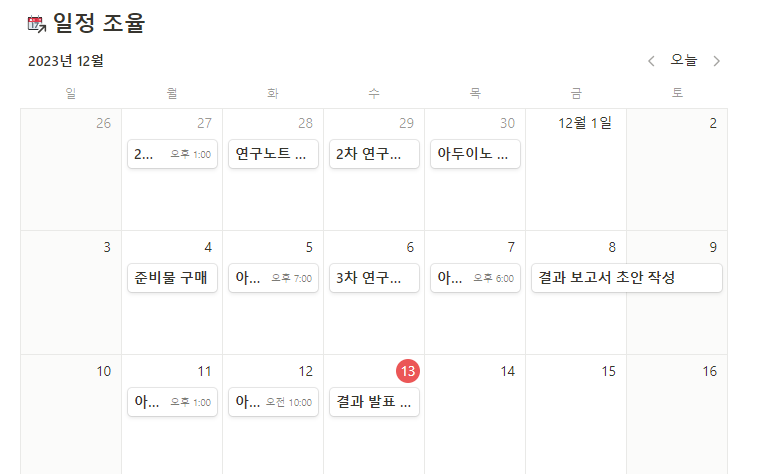 일정 조율
2023년 12월 오늘
일 월 화 수 목 금 토
26 27 28 29 30 12월 1일 2
2... 오후 1:00 연구노트 ... 2차 연구... 아두이노 ...
3 4 5 6 7 8 9
준비물 구매 아... 오후 7:00 3차 연구... 아... 오후 6:00 결과 보고서 초안 작성
10 11 12 13 14 15 16
아... 오후 1:00 아... 오전 10:00 결과 발표 ...